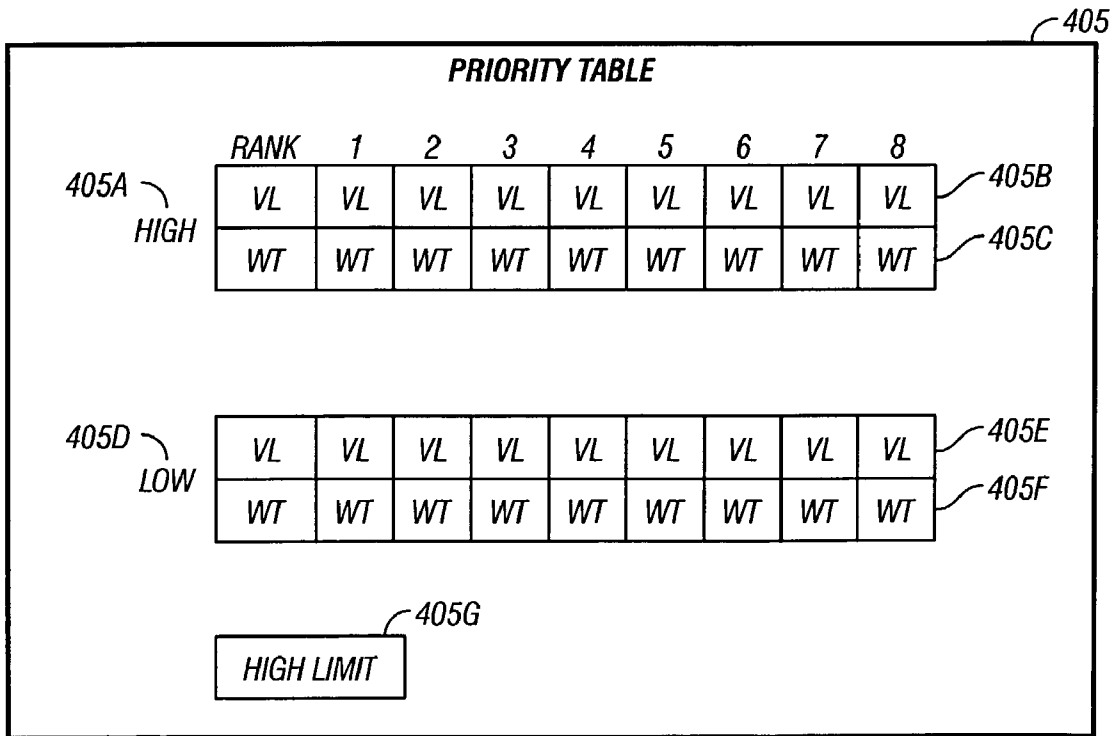 405
PRIORITY TABLE
RANK 1 2 3 4 5 6 7 8
405A
HIGH
VL VL VL VL VL VL VL VL VL
405B
WT WT WT WT WT WT WT WT WT
405C
405D
LOW
VL VL VL VL VL VL VL VL VL
405E
WT WT WT WT WT WT WT WT WT
405F
405G
HIGH LIMIT